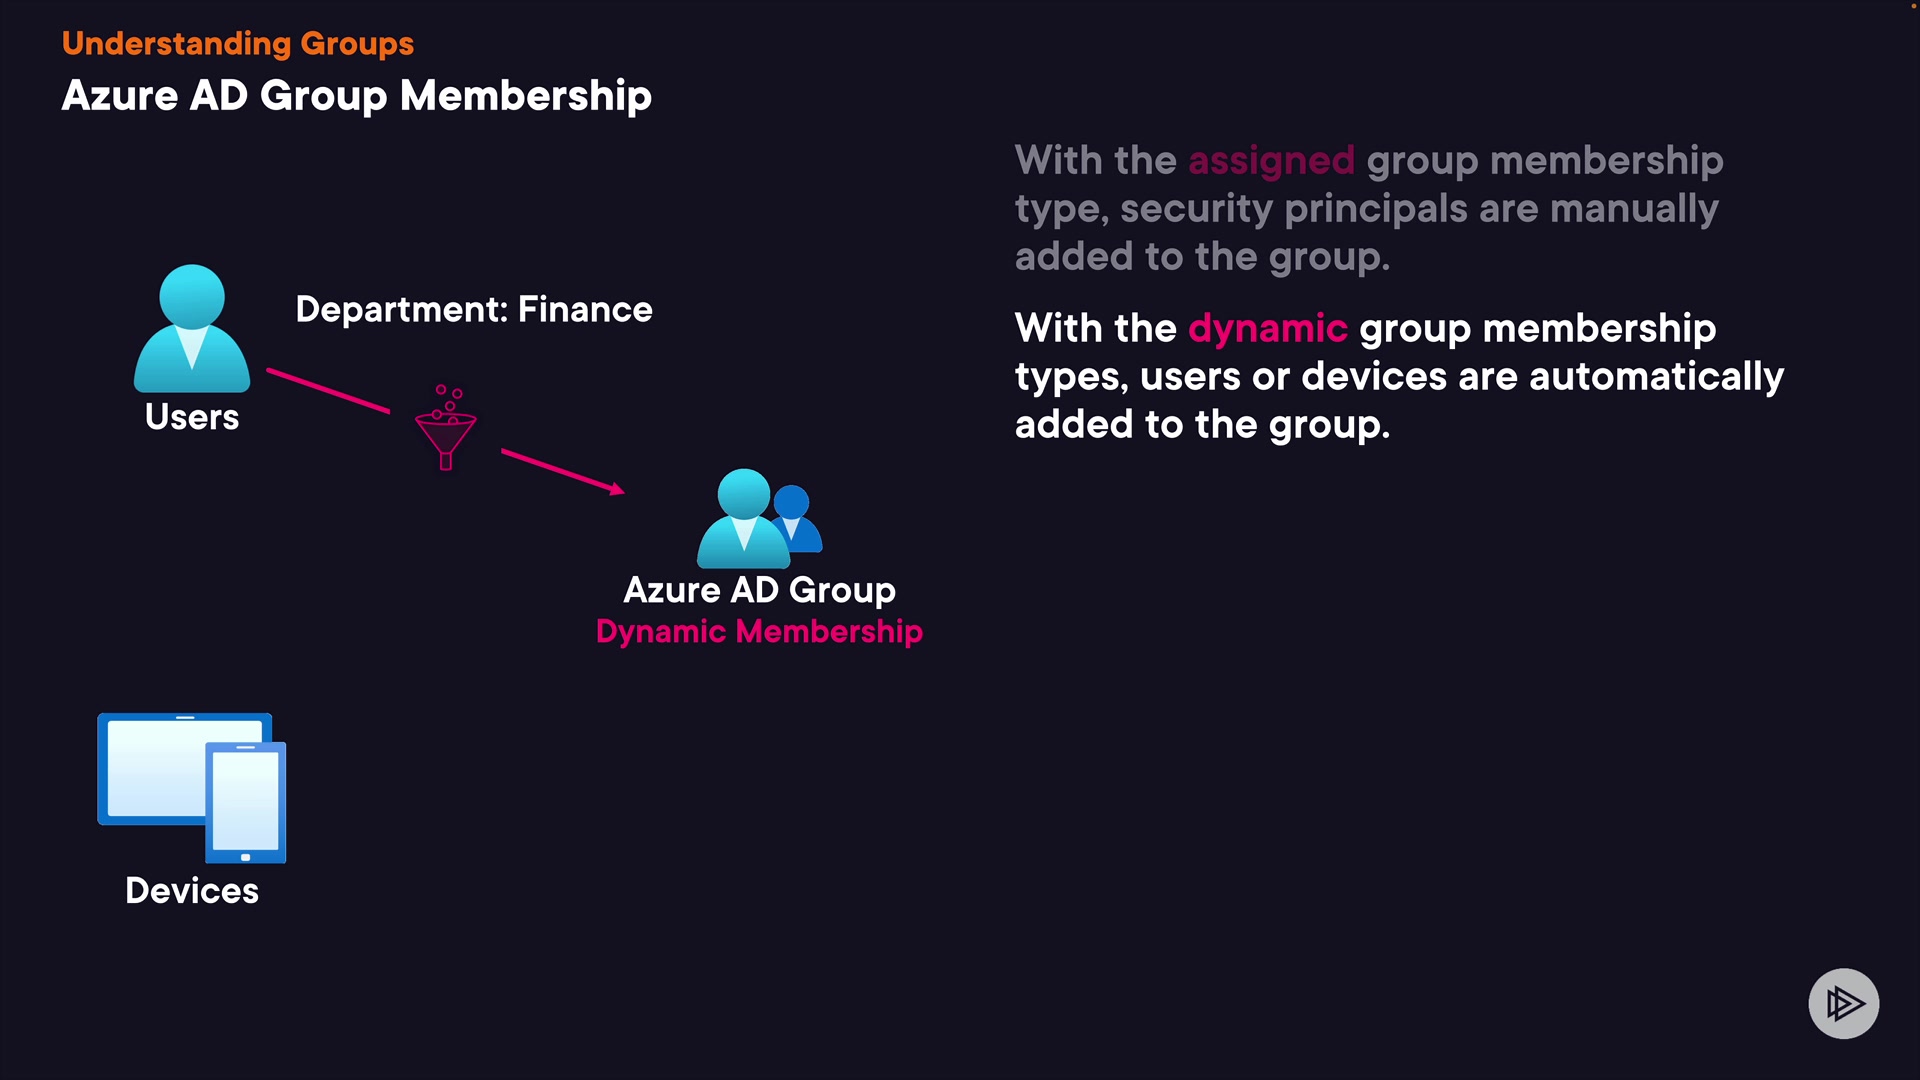 Understanding Groups
Azure AD Group Membership
With the assigned group membership
type, security principals are manually
added to the group.
With the dynamic group membership
types, users or devices are automatically
added to the group.
Department: Finance
Users
Azure AD Group
Dynamic Membership
Devices